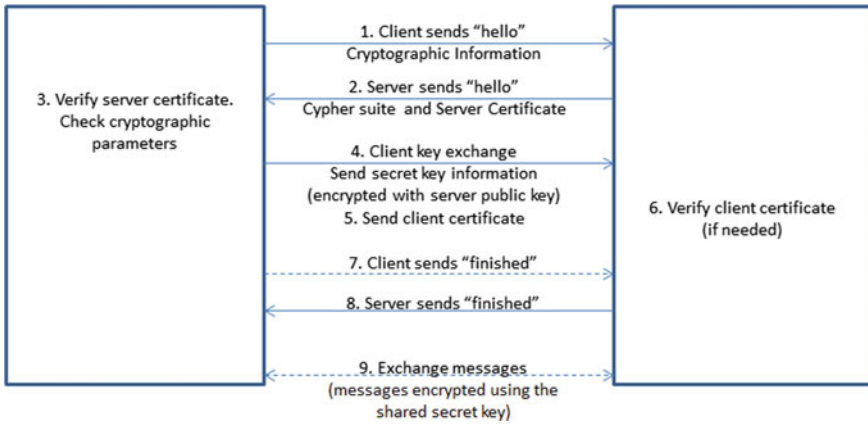 1. Client sends “hello”
Cryptographic Information
2. Server sends “hello”
Cypher suite and Server Certificate
3. Verify server certificate.
Check cryptographic
parameters
4. Client key exchange
Send secret key information
(encrypted with server public key)
5. Send client certificate
6. Verify client certificate
(if needed)
7. Client sends “finished”
8. Server sends “finished”
9. Exchange messages
(messages encrypted using the
shared secret key)